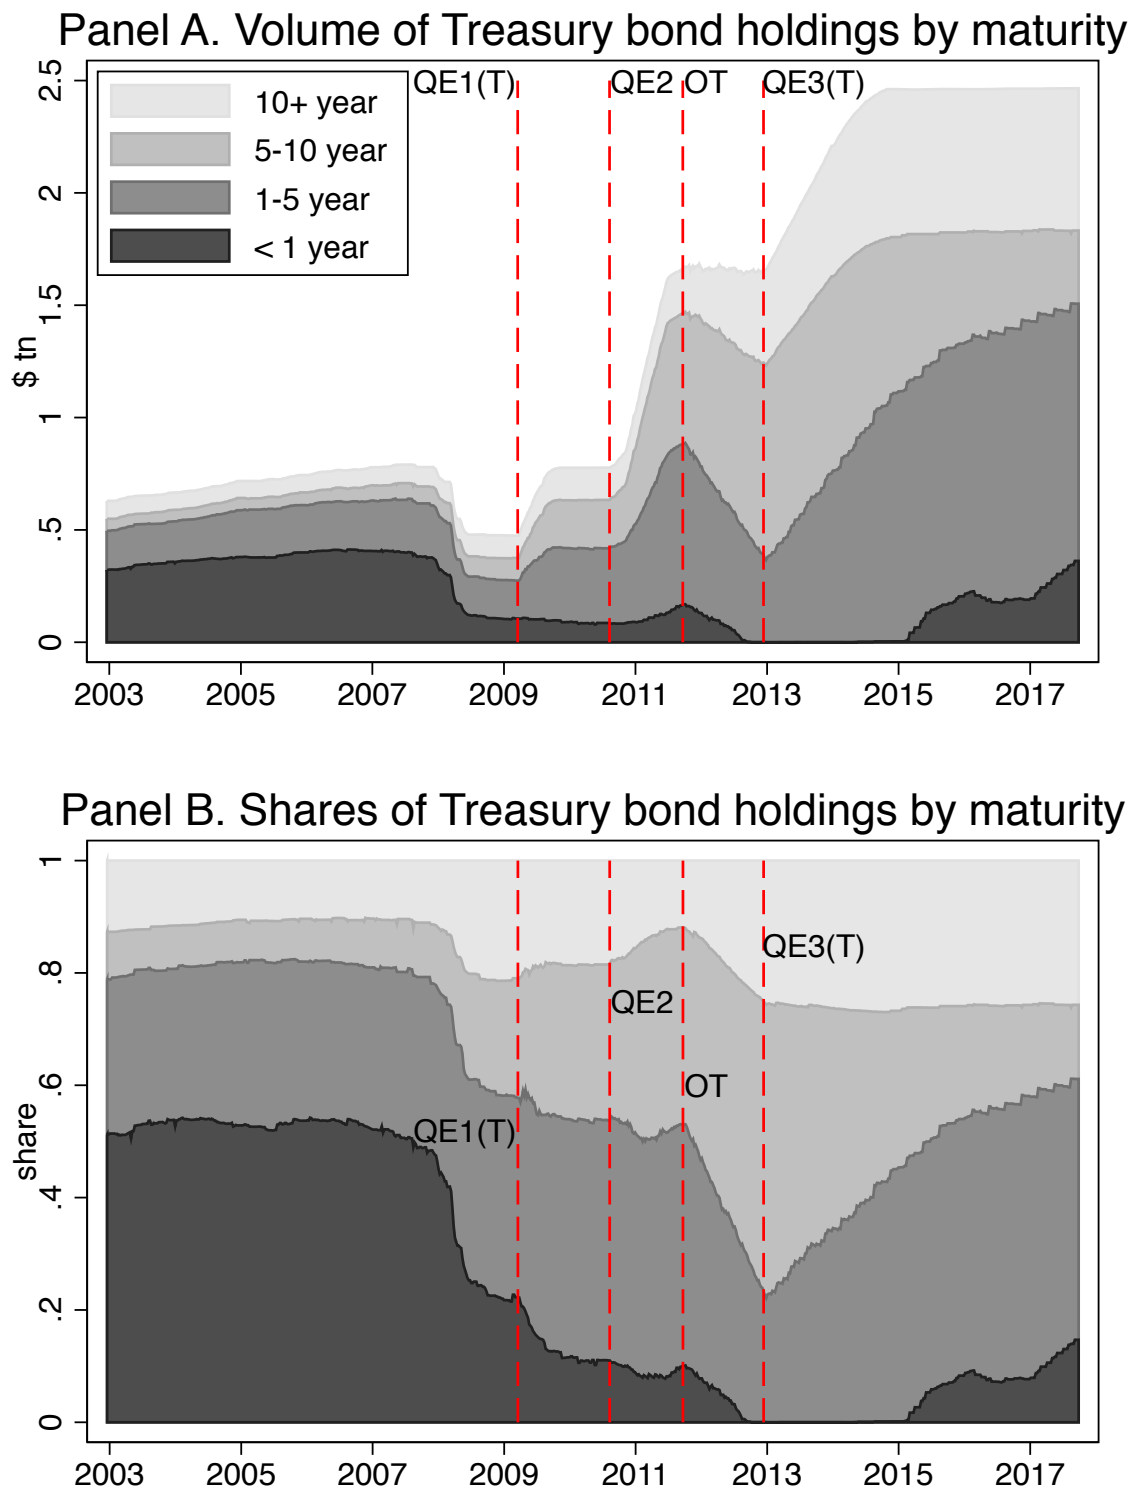 Panel A. Volume of Treasury bond holdings by maturity
2.5
2
1.5
1
.5
0
$ tn
10+ year
5-10 year
1-5 year
< 1 year
QE1(T)
QE2
OT
QE3(T)
2003 2005 2007 2009 2011 2013 2015 2017
Panel B. Shares of Treasury bond holdings by maturity
1
.8
.6
.4
.2
0
share
QE3(T)
QE2
OT
QE1(T)
2003 2005 2007 2009 2011 2013 2015 2017